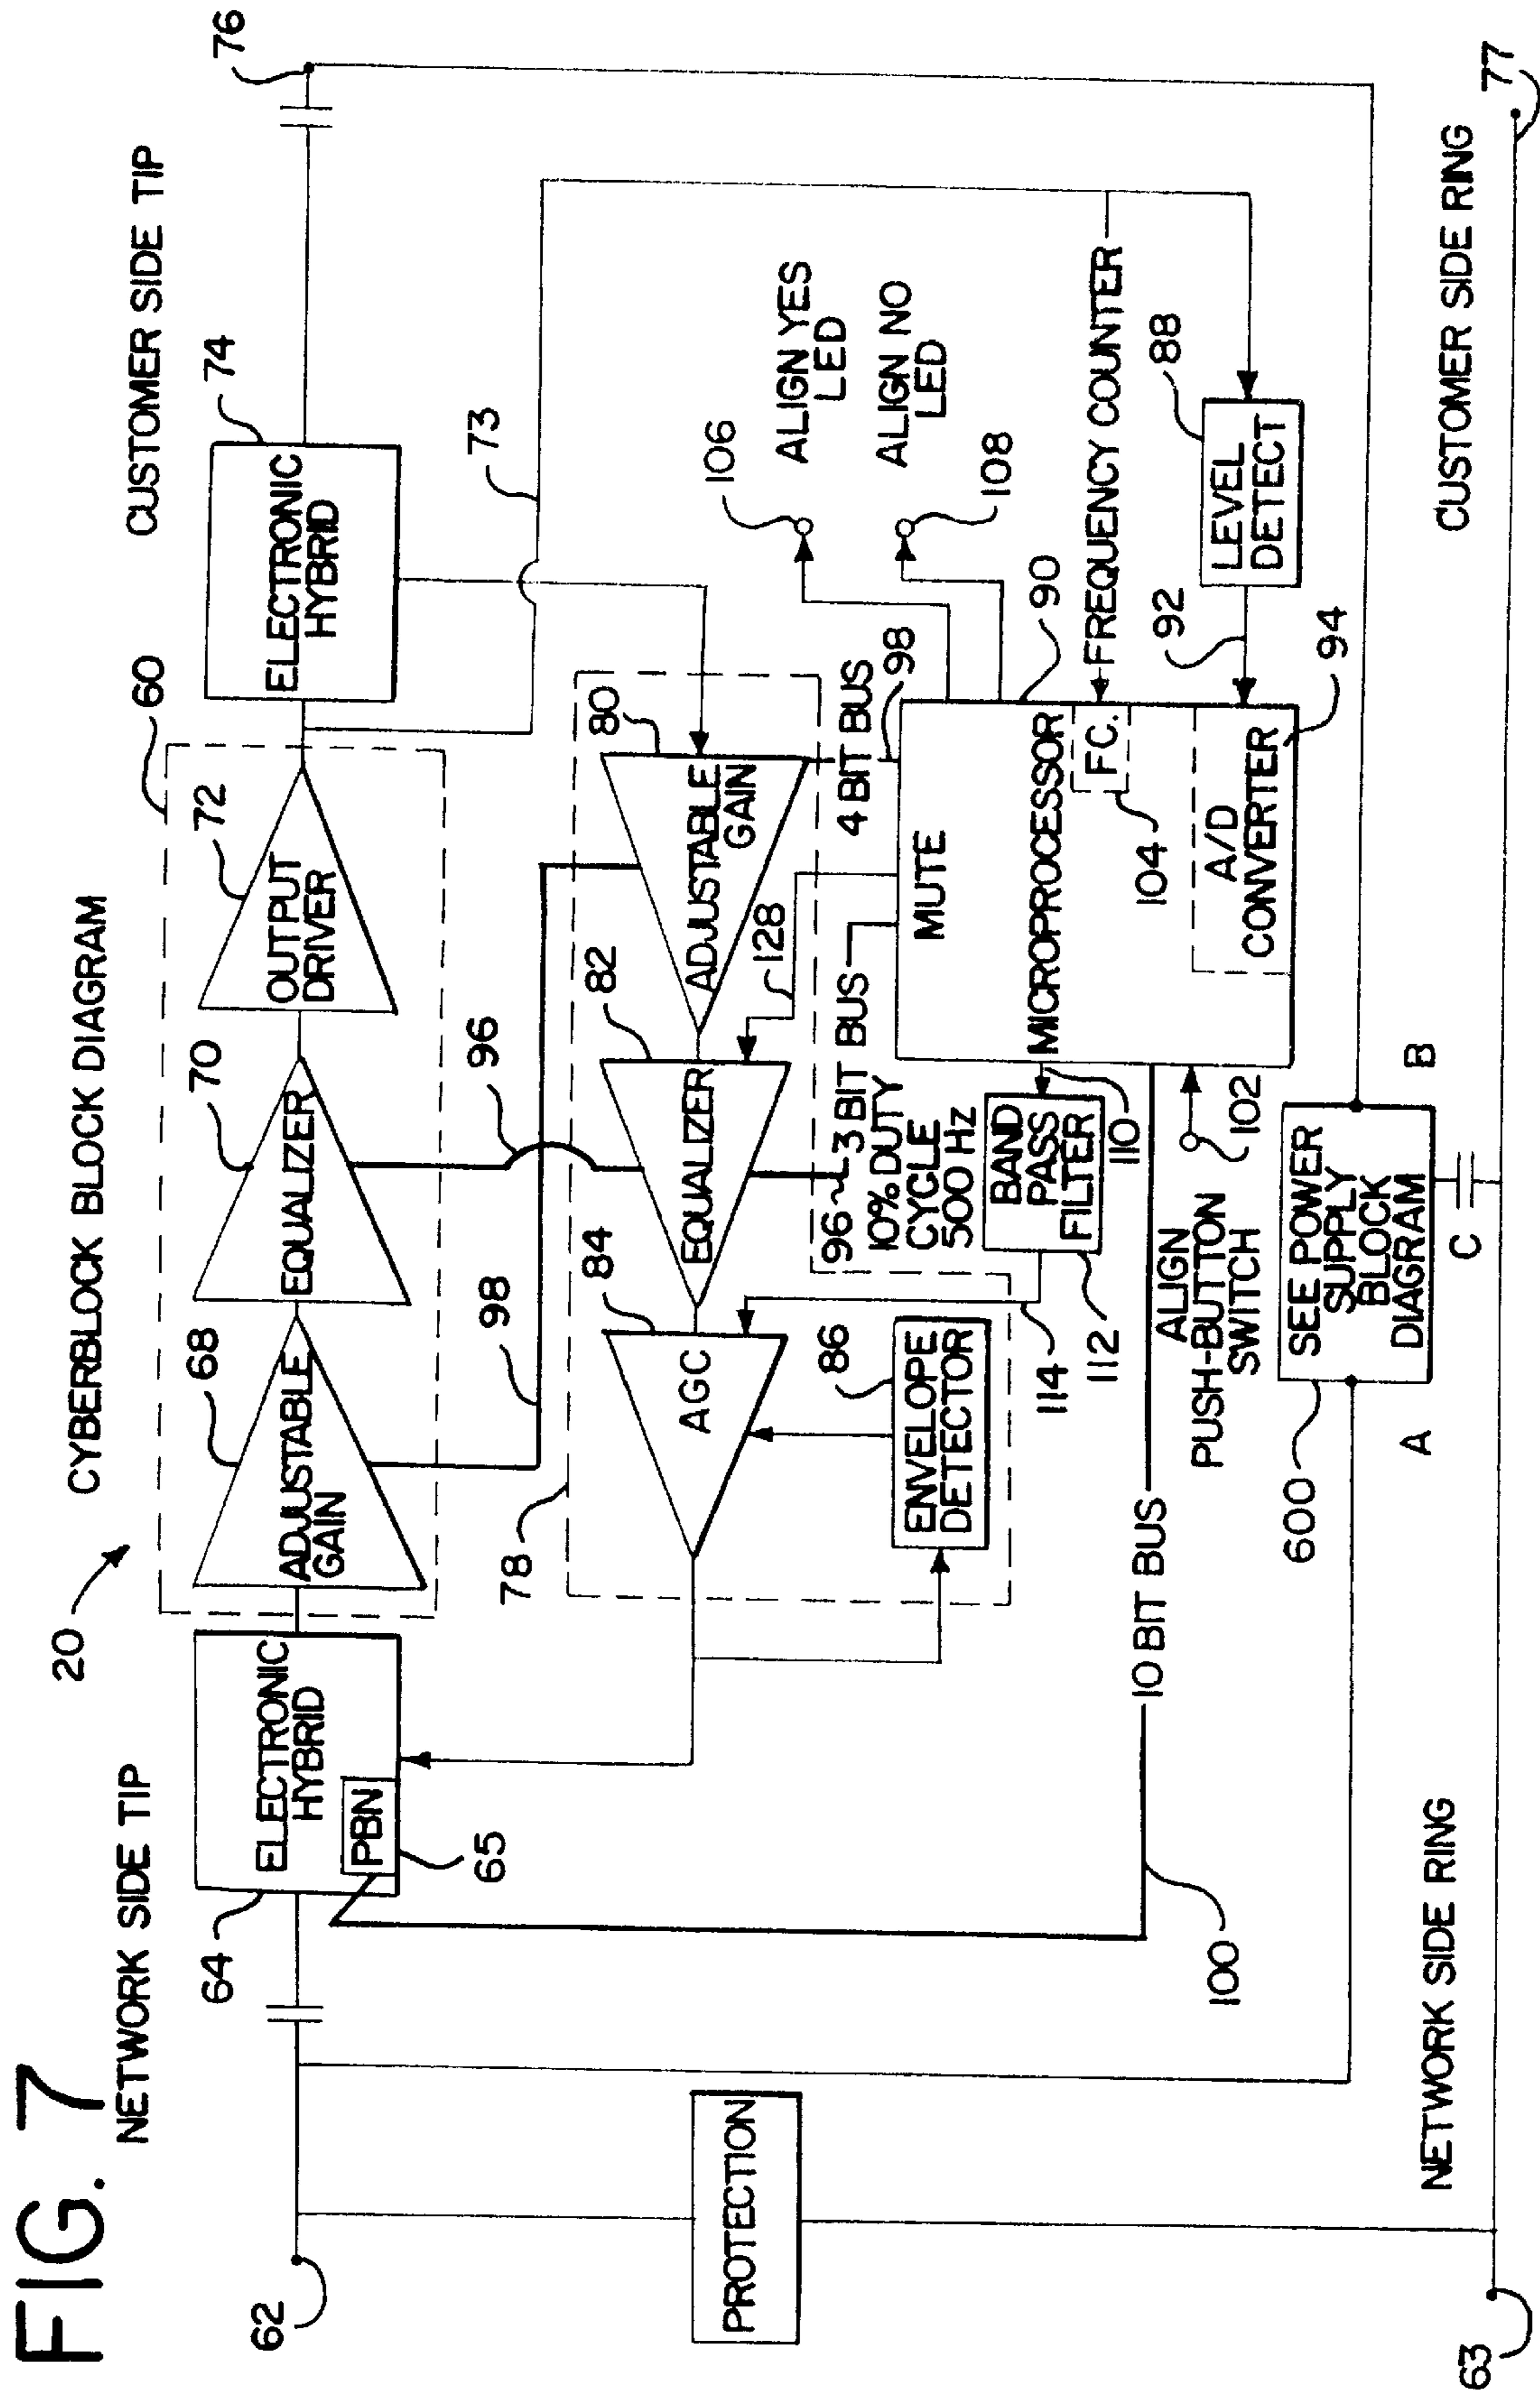 FIG. 7
CYBERBLOCK BLOCK DIAGRAM
20
NETWORK SIDE TIP
CUSTOMER SIDE TIP
62
64
ELECTRONIC
HYBRID
PBN
65
68
ADJUSTABLE
GAIN
70
EQUALIZER
72
OUTPUT
DRIVER
60
74
ELECTRONIC
HYBRID
76
73
98
96
78
84
AGC
82
EQUALIZER
80
ADJUSTABLE
GAIN
86
ENVELOPE
DETECTOR
128
96
3 BIT BUS
4 BIT BUS
98
10% DUTY
CYCLE
500 HZ
114
112
BAND
PASS
FILTER
110
MUTE
MICROPROCESSOR
90
F.C.
104
A/D
CONVERTER
94
106
ALIGN YES
LED
ALIGN NO
LED
108
FREQUENCY COUNTER
92
88
LEVEL
DETECT
PROTECTION
10 BIT BUS
100
ALIGN
PUSH-BUTTON
SWITCH
102
600
SEE POWER
SUPPLY
BLOCK
DIAGRAM
A
B
C
NETWORK SIDE RING
CUSTOMER SIDE RING
63
77